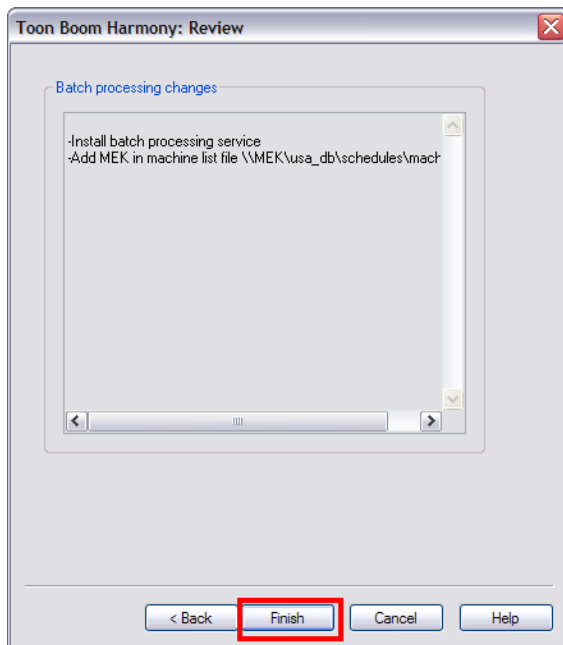 Toon Boom Harmony: Review
Batch processing changes
-Install batch processing service
-Add MEK in machine list file \\MEK\usa_db\schedules\mach
< Back
Finish
Cancel
Help